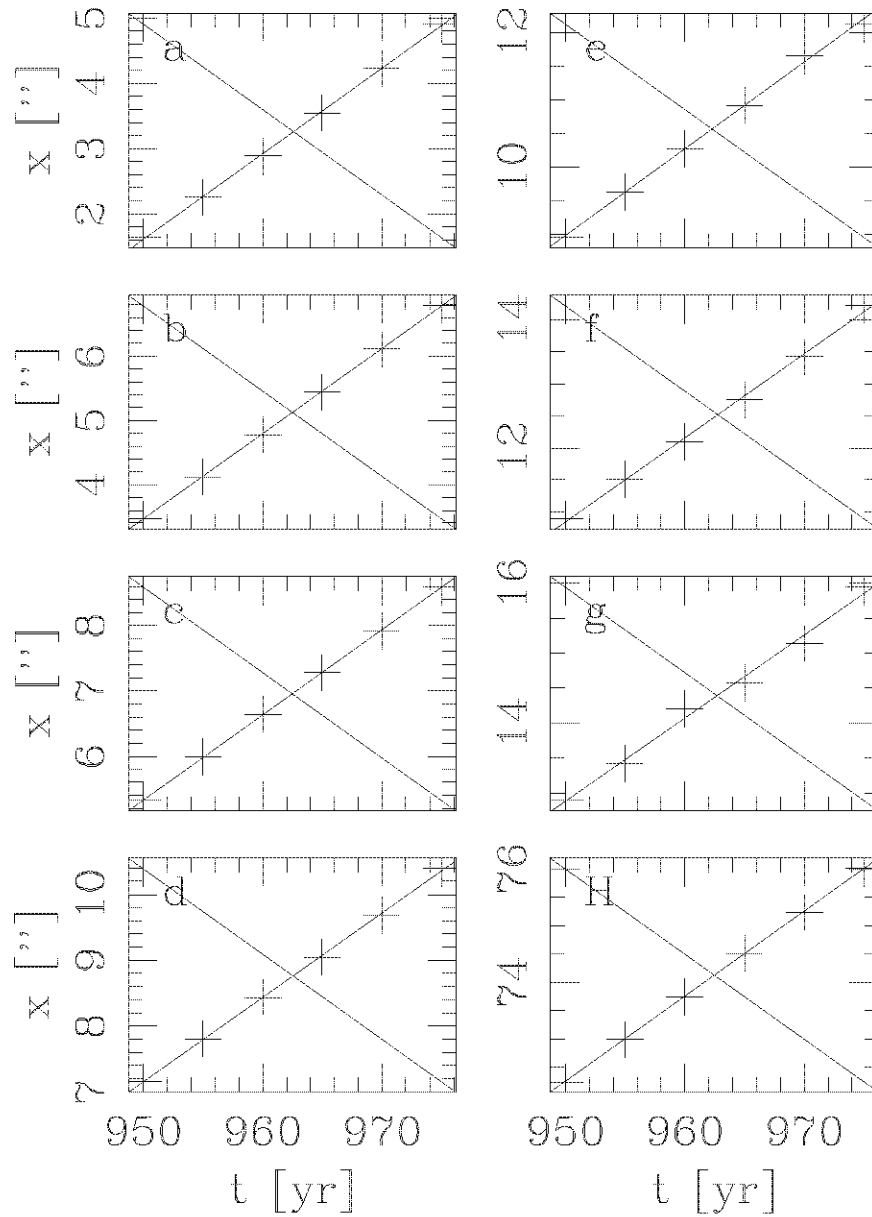 x [’’] 2 3 4 5 a
10 12 e
x [’’] 4 5 6 b
12 14 f
x [’’] 6 7 8 c
14 16 g
x [’’] 7 8 9 10 d
74 76 H
950 960 970
950 960 970
t [yr]
t [yr]